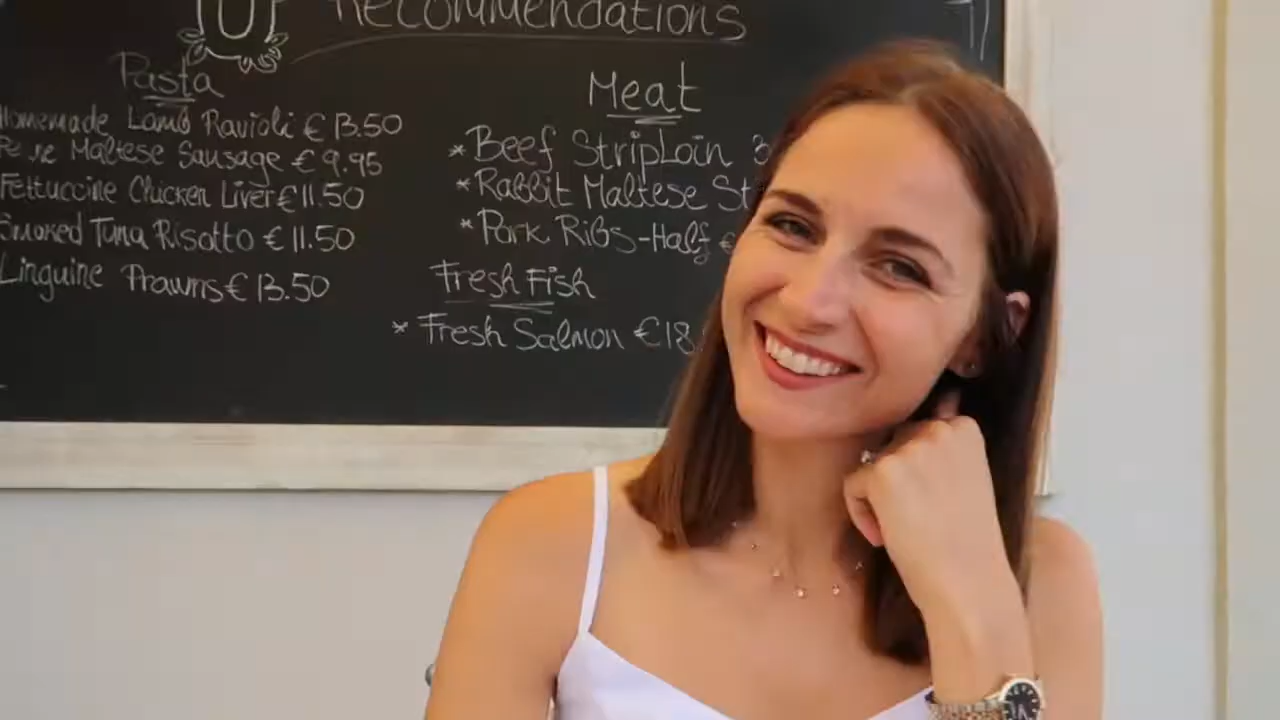 Recommendations
Pasta
Homemade Lamb Ravioli € 13.50
Maltese Sausage € 9.95
Fettuccine Chicken Liver € 11.50
Smoked Tuna Risotto € 11.50
Linguine Prawns € 13.50
Meat
*Beef StripLoin
*Rabbit Maltese
*Pork Ribs-Half €
Fresh Fish
* Fresh Salmon €18